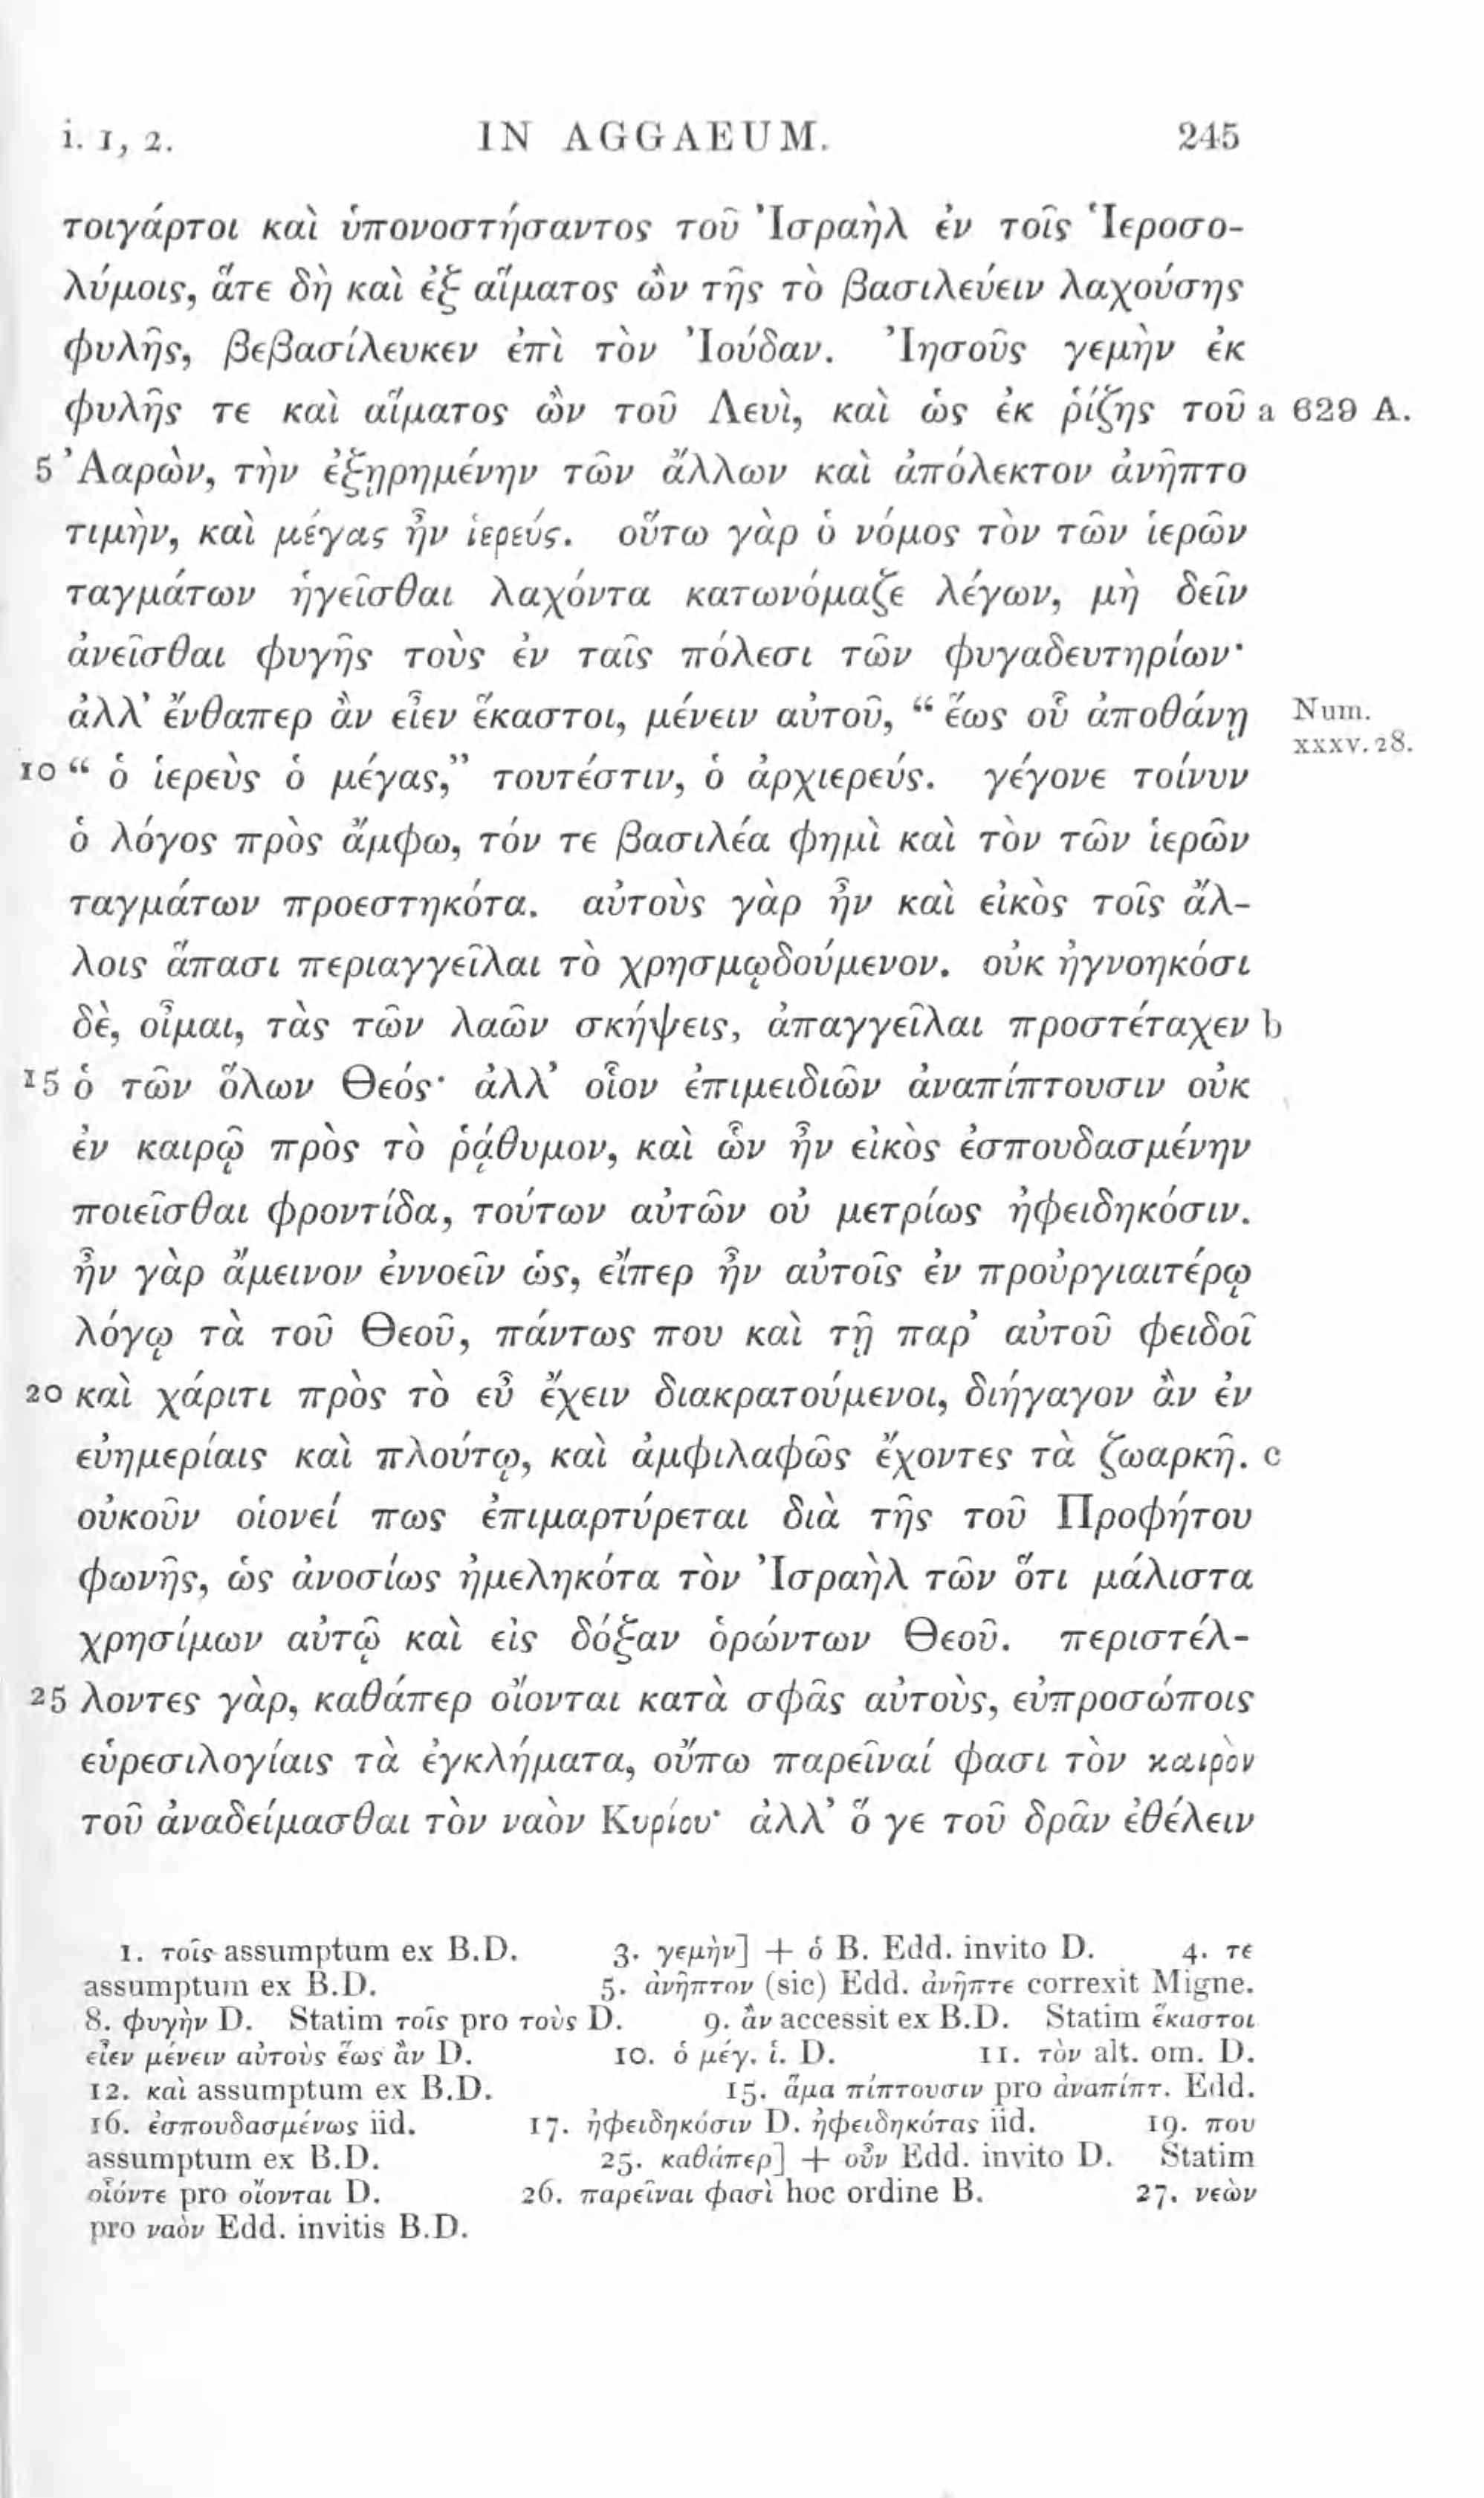 i. 1, 2. IN AGGAEUM. 245
τοιγάρτοι καὶ ὑπονοστήσαντος τοῦ Ἰσραὴλ ἐν τοῖς Ἱεροσο-
λύμοις, ἅτε δὴ καὶ ἐξ αἵματος ὢν τῆς τὸ βασιλεύειν λαχούσης
φυλῆς, βεβασίλευκεν ἐπὶ τὸν Ἰούδαν. Ἰησοῦς γεμὴν ἐκ
φυλῆς τε καὶ αἵματος ὢν τοῦ Λευὶ, καὶ ὡς ἐκ ῥίζης τοῦ a 629 A.
5 Ἀαρὼν, τὴν ἐξῃρημένην τῶν ἄλλων καὶ ἀπόλεκτον ἀνῆπτο
τιμὴν, καὶ μέγας ἦν ἱερεύς. οὕτω γὰρ ὁ νόμος τὸν τῶν ἱερῶν
ταγμάτων ἡγεῖσθαι λαχόντα κατωνόμαζε λέγων, μὴ δεῖν
ἀνεῖσθαι φυγῆς τοὺς ἐν ταῖς πόλεσι τῶν φυγαδευτηρίων·
ἀλλ’ ἔνθαπερ ἂν εἶεν ἕκαστοι, μένειν αὐτοῦ, “ ἕως οὗ ἀποθάνῃ Num.
xxxv. 28.
10 “ ὁ ἱερεὺς ὁ μέγας,” τουτέστιν, ὁ ἀρχιερεύς. γέγονε τοίνυν
ὁ λόγος πρὸς ἄμφω, τόν τε βασιλέα φημὶ καὶ τὸν τῶν ἱερῶν
ταγμάτων προεστηκότα. αὐτοὺς γὰρ ἦν καὶ εἰκὸς τοῖς ἄλ-
λοις ἅπασι περιαγγεῖλαι τὸ χρησμῳδούμενον. οὐκ ἠγνοηκόσι
δὲ, οἶμαι, τὰς τῶν λαῶν σκήψεις, ἀπαγγεῖλαι προστέταχεν b
15 ὁ τῶν ὅλων Θεός· ἀλλ’ οἷον ἐπιμειδιῶν ἀναπίπτουσιν οὐκ
ἐν καιρῷ πρὸς τὸ ῥᾴθυμον, καὶ ὧν ἦν εἰκὸς ἐσπουδασμένην
ποιεῖσθαι φροντίδα, τούτων αὐτῶν οὐ μετρίως ἠφειδηκόσιν.
ἦν γὰρ ἄμεινον ἐννοεῖν ὡς, εἴπερ ἦν αὐτοῖς ἐν προὐργιαιτέρῳ
λόγῳ τὰ τοῦ Θεοῦ, πάντως που καὶ τῇ παρ’ αὐτοῦ φειδοῖ
20 καὶ χάριτι πρὸς τὸ εὖ ἔχειν διακρατούμενοι, διήγαγον ἂν ἐν
εὐημερίαις καὶ πλούτῳ, καὶ ἀμφιλαφῶς ἔχοντες τὰ ζωαρκῆ. c
οὐκοῦν οἱονεί πως ἐπιμαρτύρεται διὰ τῆς τοῦ Προφήτου
φωνῆς, ὡς ἀνοσίως ἠμεληκότα τὸν Ἰσραὴλ τῶν ὅτι μάλιστα
χρησίμων αὐτῷ καὶ εἰς δόξαν ὁρώντων Θεοῦ. περιστέλ-
25 λοντες γὰρ, καθάπερ οἴονται κατὰ σφᾶς αὐτοὺς, εὐπροσώποις
εὑρεσιλογίαις τὰ ἐγκλήματα, οὔπω παρεῖναί φασι τὸν καιρὸν
τοῦ ἀναδείμασθαι τὸν ναὸν Κυρίου· ἀλλ’ ὅ γε τοῦ δρᾶν ἐθέλειν
1. τοῖς assumptum ex B.D. 3. γεμὴν] + ὁ B. Edd. invito D. 4. τε
assumptum ex B.D. 5. ἀνῆπτον (sic) Edd. ἀνῆπτε correxit Migne.
8. φυγὴν D. Statim τοῖς pro τοὺς D. 9. ἂν accessit ex B.D. Statim ἕκαστοι
εἶεν μένειν αὐτοὺς ἕως ἂν D. 10. ὁ μέγ. ἱ. D. 11. τὸν alt. om. D.
12. καὶ assumptum ex B.D. 15. ἅμα πίπτουσιν pro ἀναπίπτ. Edd.
16. ἐσπουδασμένως iid. 17. ἠφειδηκόσιν D. ἠφειδηκότας iid. 19. που
assumptum ex B.D. 25. καθάπερ] + οὖν Edd. invito D. Statim
οἷόντε pro οἴονται D. 26. παρεῖναι φασὶ hoc ordine B. 27. νεὼν
pro ναὸν Edd. invitis B.D.